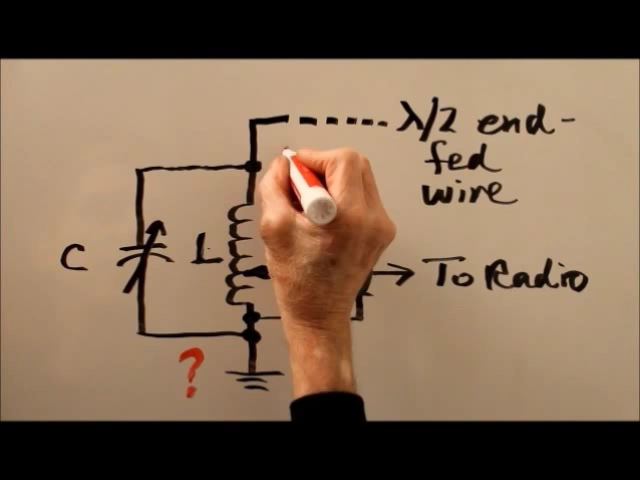 λ/2 end-
fed
wire
C
L
To Radio
?